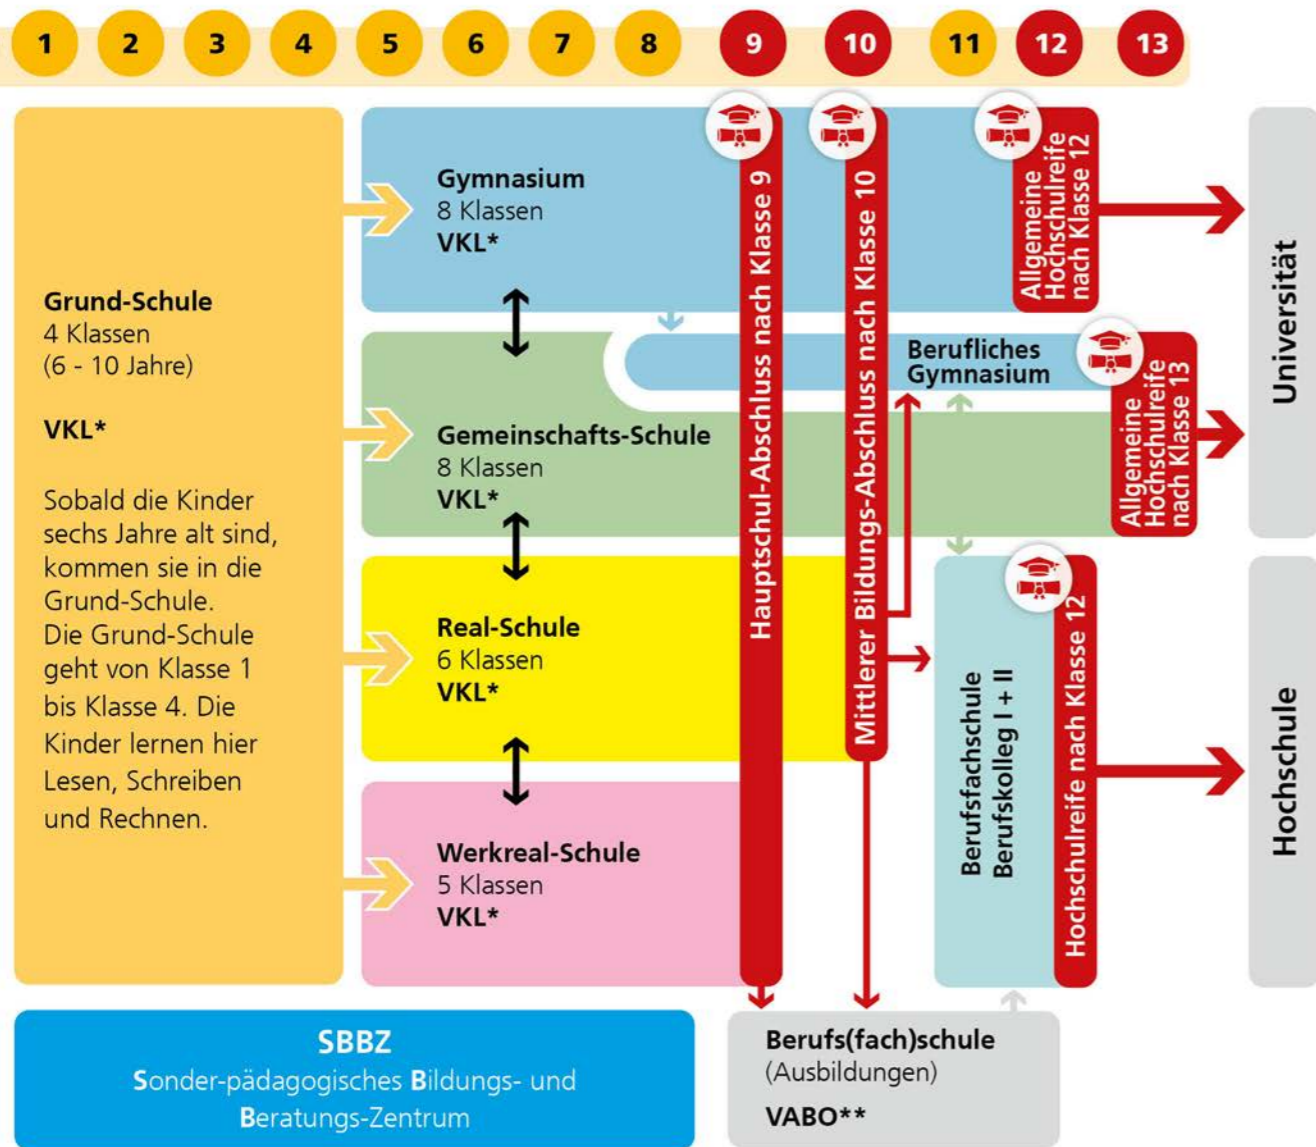 1 2 3 4 5 6 7 8 9 10 11 12 13
Grund-Schule
4 Klassen
(6 - 10 Jahre)
VKL*
Sobald die Kinder
sechs Jahre alt sind,
kommen sie in die
Grund-Schule.
Die Grund-Schule
geht von Klasse 1
bis Klasse 4. Die
Kinder lernen hier
Lesen, Schreiben
und Rechnen.
Gymnasium
8 Klassen
VKL*
Gemeinschafts-Schule
8 Klassen
VKL*
Real-Schule
6 Klassen
VKL*
Werkreal-Schule
5 Klassen
VKL*
Hauptschul-Abschluss nach Klasse 9
Mittlerer Bildungs-Abschluss nach Klasse 10
Berufliches
Gymnasium
Allgemeine
Hochschulreife
nach Klasse 12
Allgemeine
Hochschulreife
nach Klasse 13
Berufsfachschule
Berufskolleg I + II
Hochschulreife nach Klasse 12
Universität
Hochschule
SBBZ
Sonder-pädagogisches Bildungs- und
Beratungs-Zentrum
Berufs(fach)schule
(Ausbildungen)
VABO**